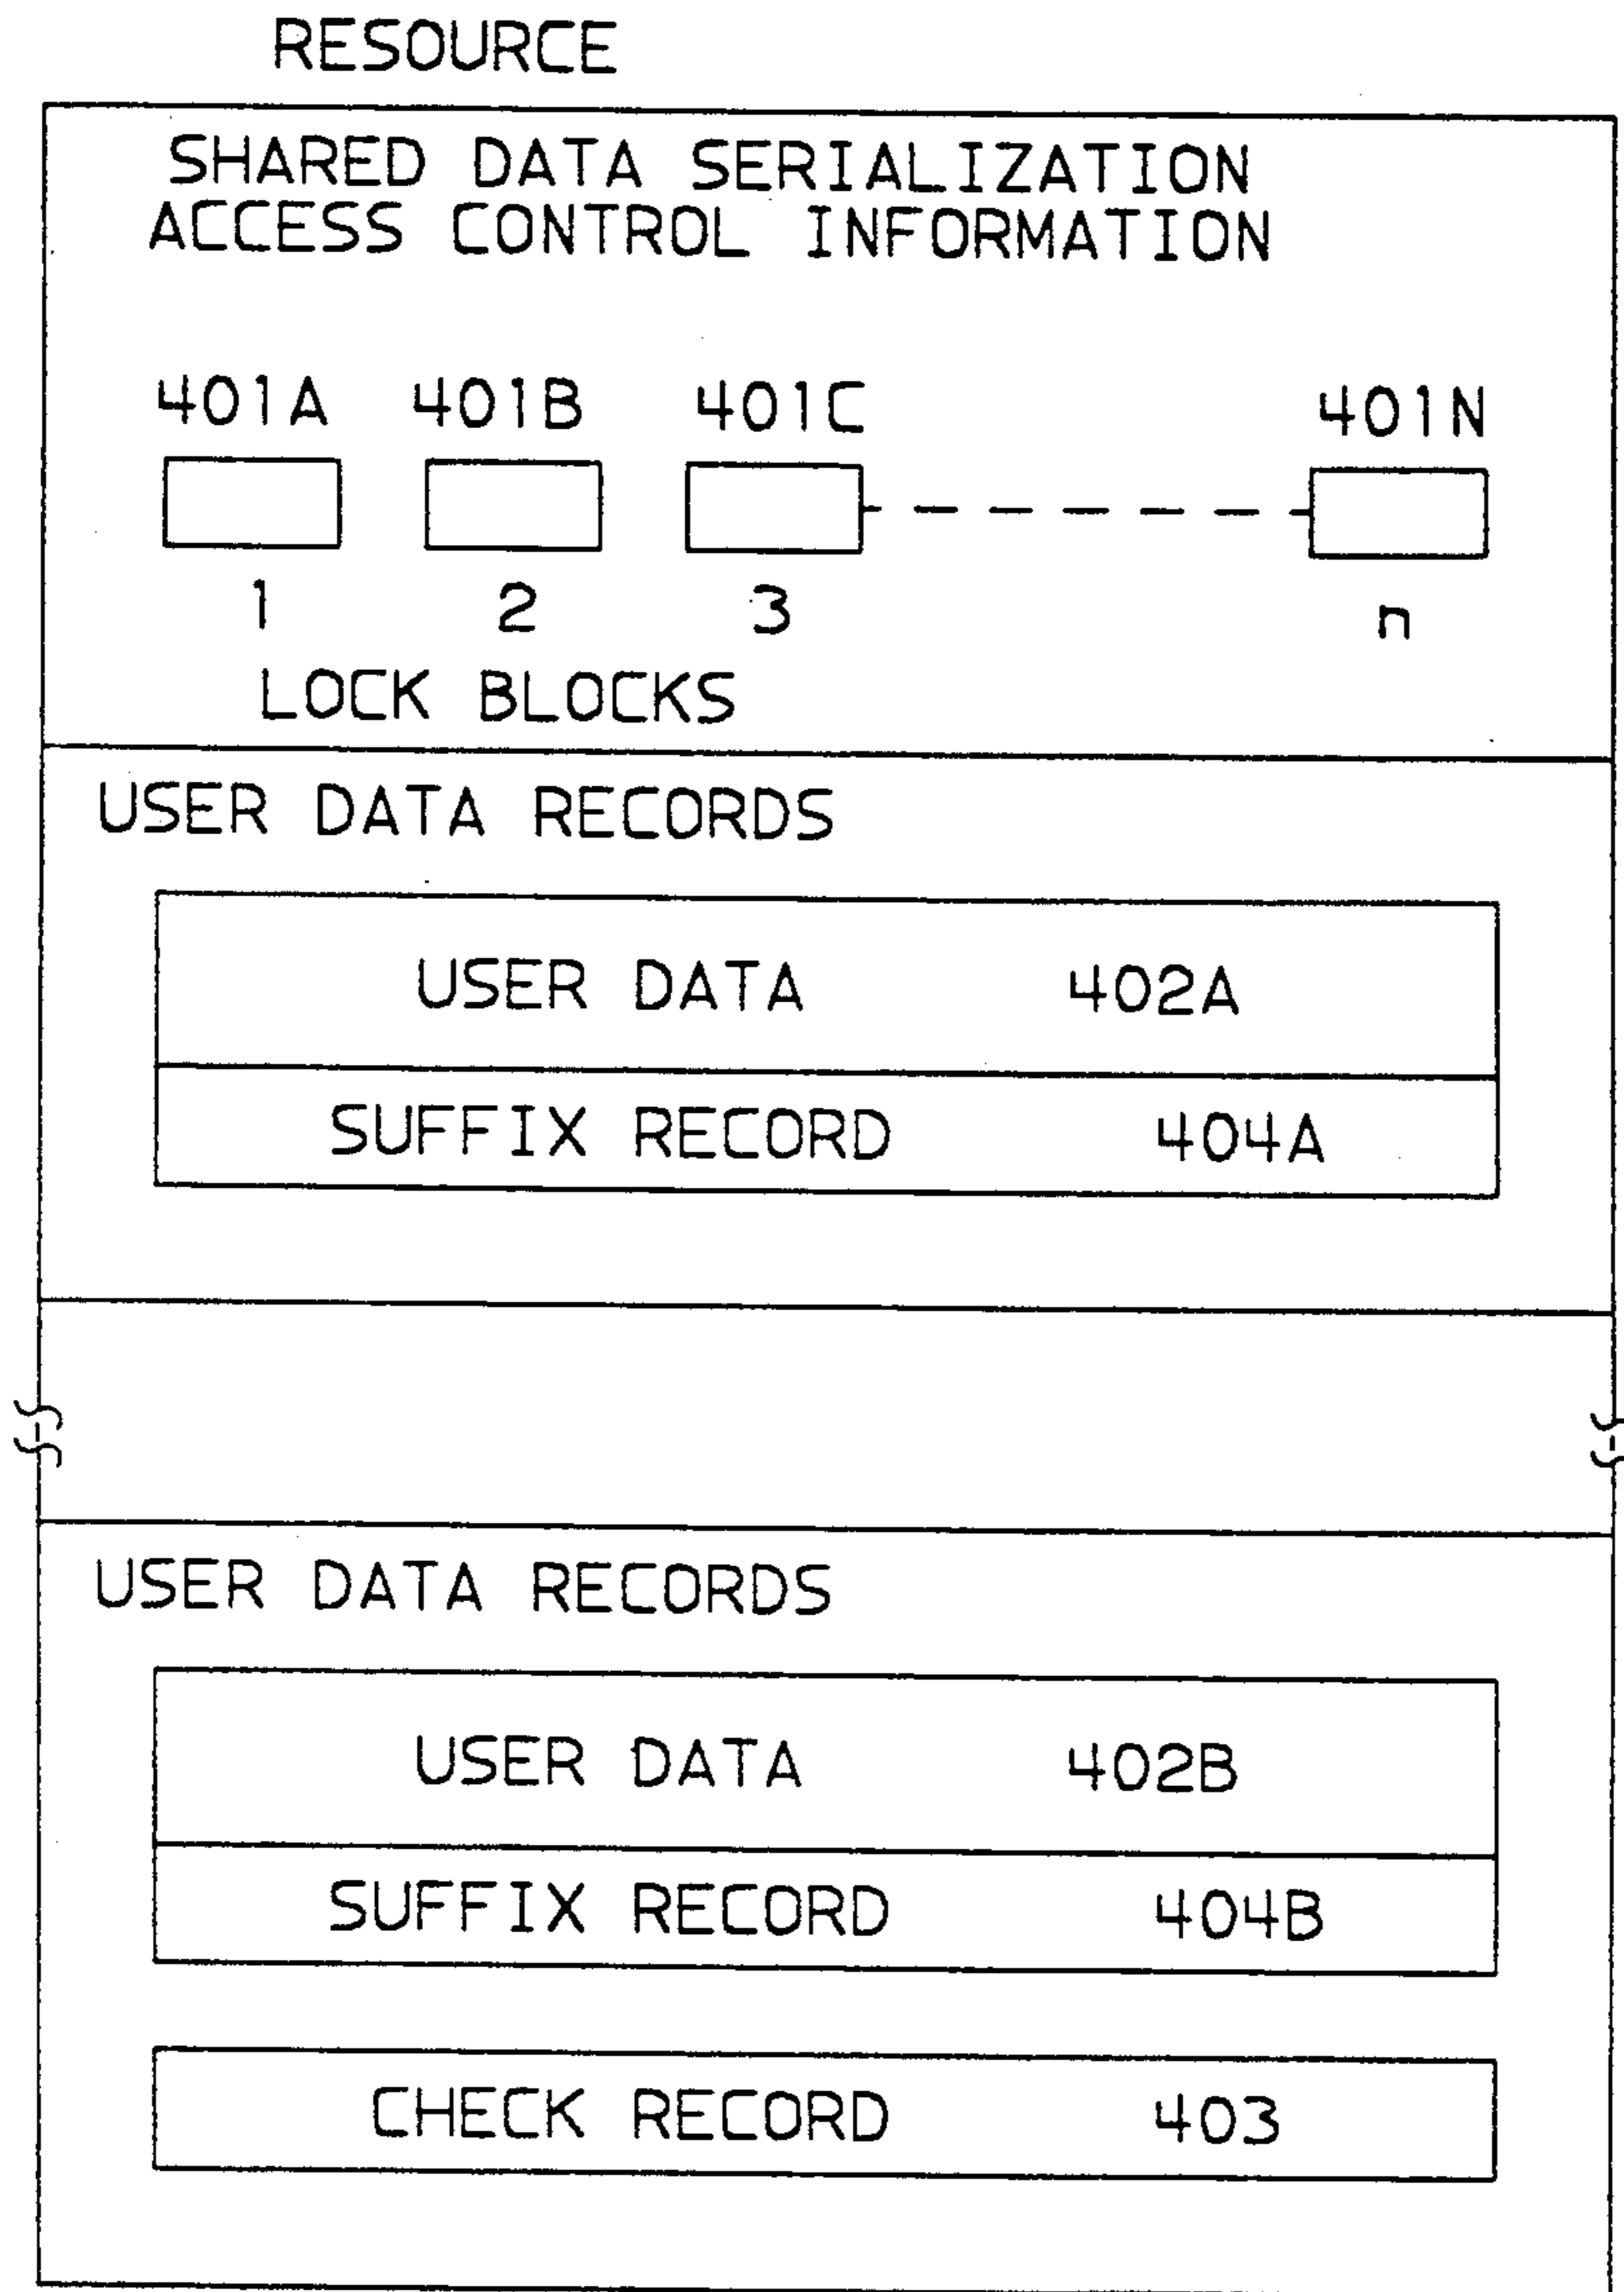 RESOURCE
SHARED DATA SERIALIZATION
ACCESS CONTROL INFORMATION
401A 401B 401C 401N
1 2 3 n
LOCK BLOCKS
USER DATA RECORDS
USER DATA 402A
SUFFIX RECORD 404A
USER DATA RECORDS
USER DATA 402B
SUFFIX RECORD 404B
CHECK RECORD 403